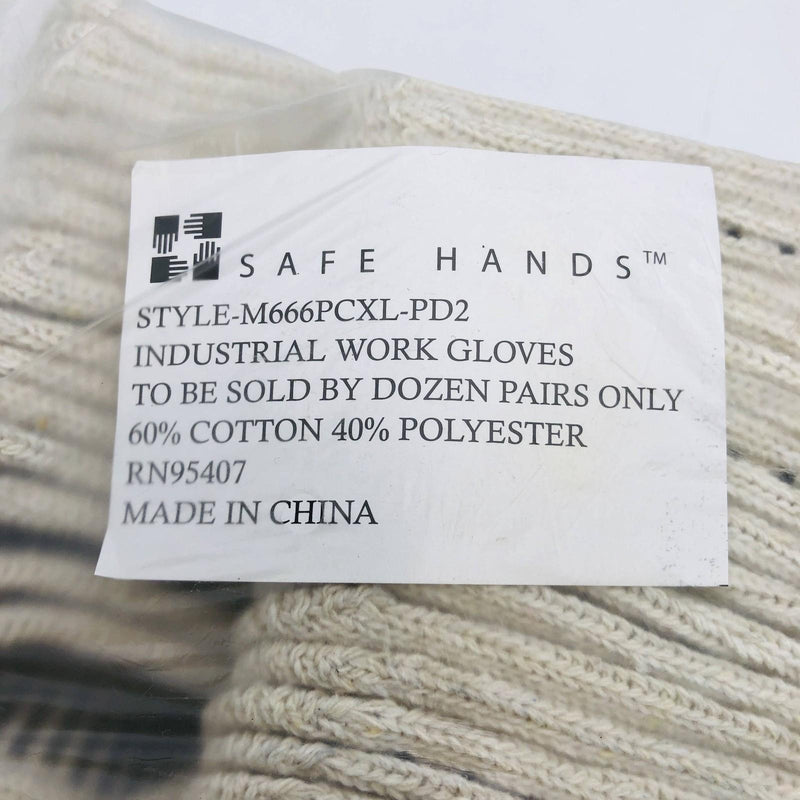 SAFE HANDS™
STYLE-M666PCXL-PD2
INDUSTRIAL WORK GLOVES
TO BE SOLD BY DOZEN PAIRS ONLY
60% COTTON 40% POLYESTER
RN95407
MADE IN CHINA